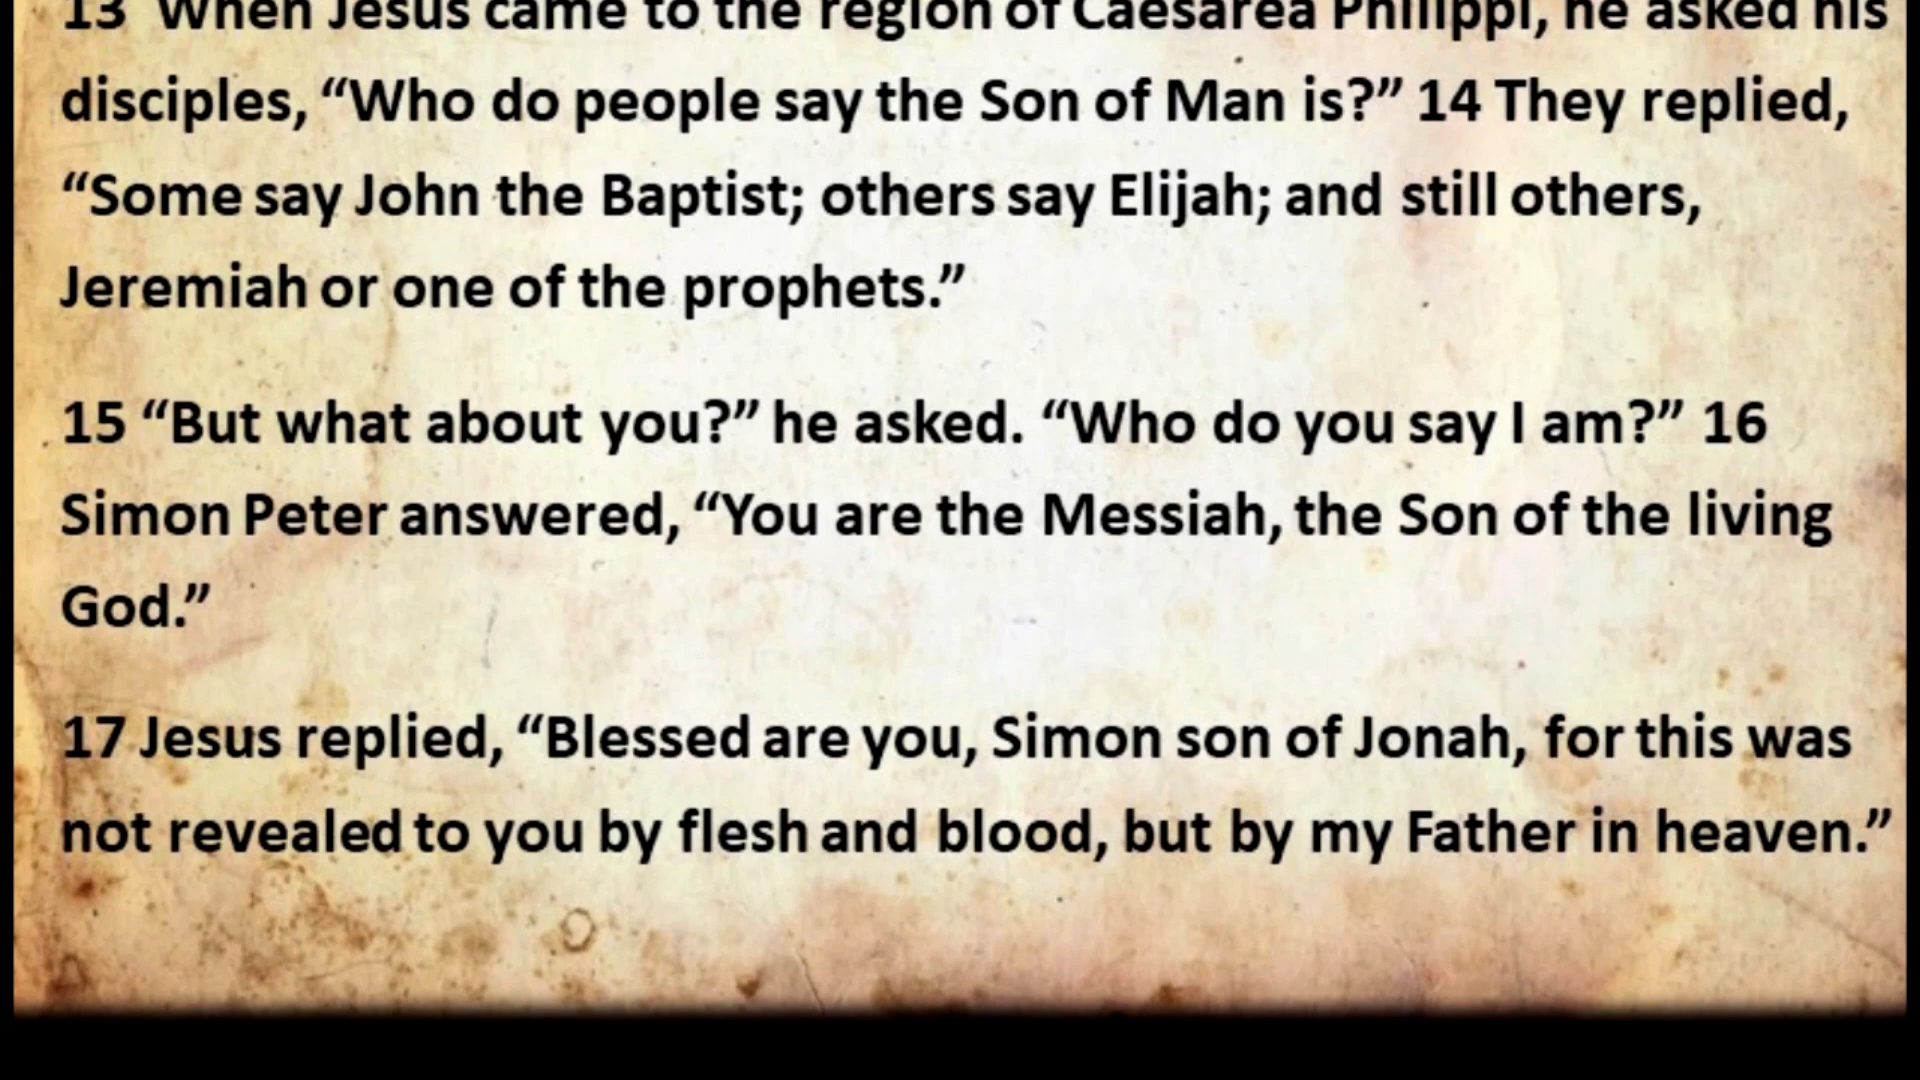 13 When Jesus came to the region of Caesarea Philippi, he asked his
disciples, “Who do people say the Son of Man is?” 14 They replied,
“Some say John the Baptist; others say Elijah; and still others,
Jeremiah or one of the prophets.”
15 “But what about you?” he asked. “Who do you say I am?” 16
Simon Peter answered, “You are the Messiah, the Son of the living
God.”
17 Jesus replied, “Blessed are you, Simon son of Jonah, for this was
not revealed to you by flesh and blood, but by my Father in heaven.”